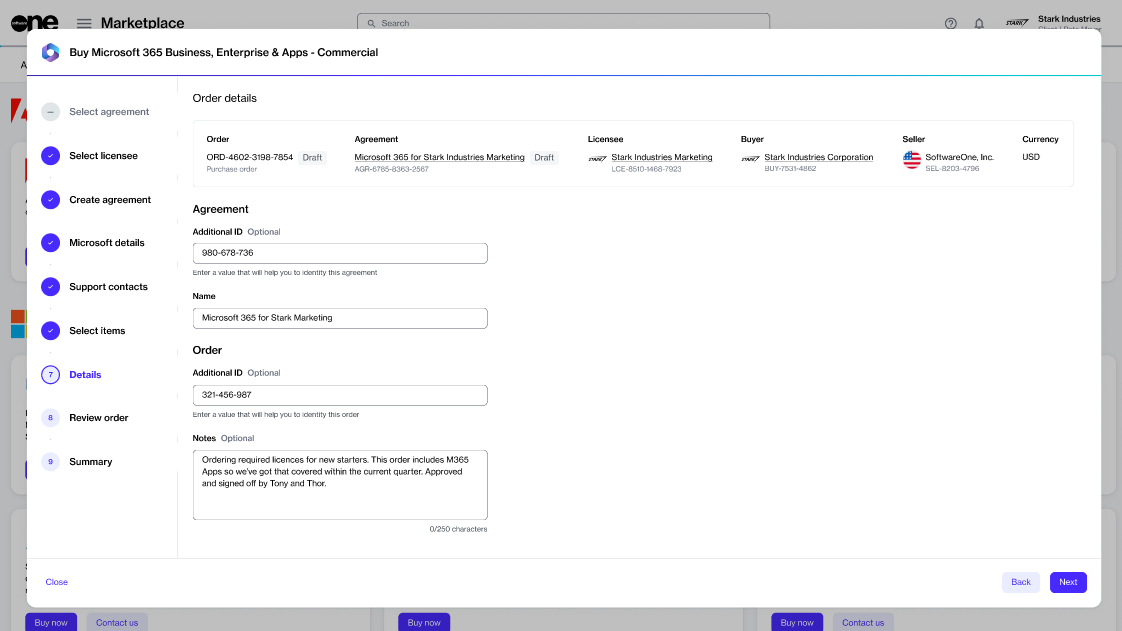 software one
Marketplace
Search
STARK
Stark Industries
Buy Microsoft 365 Business, Enterprise & Apps - Commercial
Select agreement
Select licensee
Create agreement
Microsoft details
Support contacts
Select items
7 Details
8 Review order
9 Summary
Order details
Order
ORD-4602-3198-7854 Draft
Purchase order
Agreement
Microsoft 365 for Stark Industries Marketing Draft
AGR-6785-8363-2567
Licensee
STARK Stark Industries Marketing
LCE-8510-1468-7923
Buyer
STARK Stark Industries Corporation
BUY-7531-4862
Seller
SoftwareOne, Inc.
SEL-8203-4796
Currency
USD
Agreement
Additional ID Optional
980-678-736
Enter a value that will help you to identity this agreement
Name
Microsoft 365 for Stark Marketing
Order
Additional ID Optional
321-456-987
Enter a value that will help you to identity this order
Notes Optional
Ordering required licences for new starters. This order includes M365
Apps so we've got that covered within the current quarter. Approved
and signed off by Tony and Thor.
0/250 characters
Close
Back
Next
Buy now
Contact us
Buy now
Buy now
Contact us